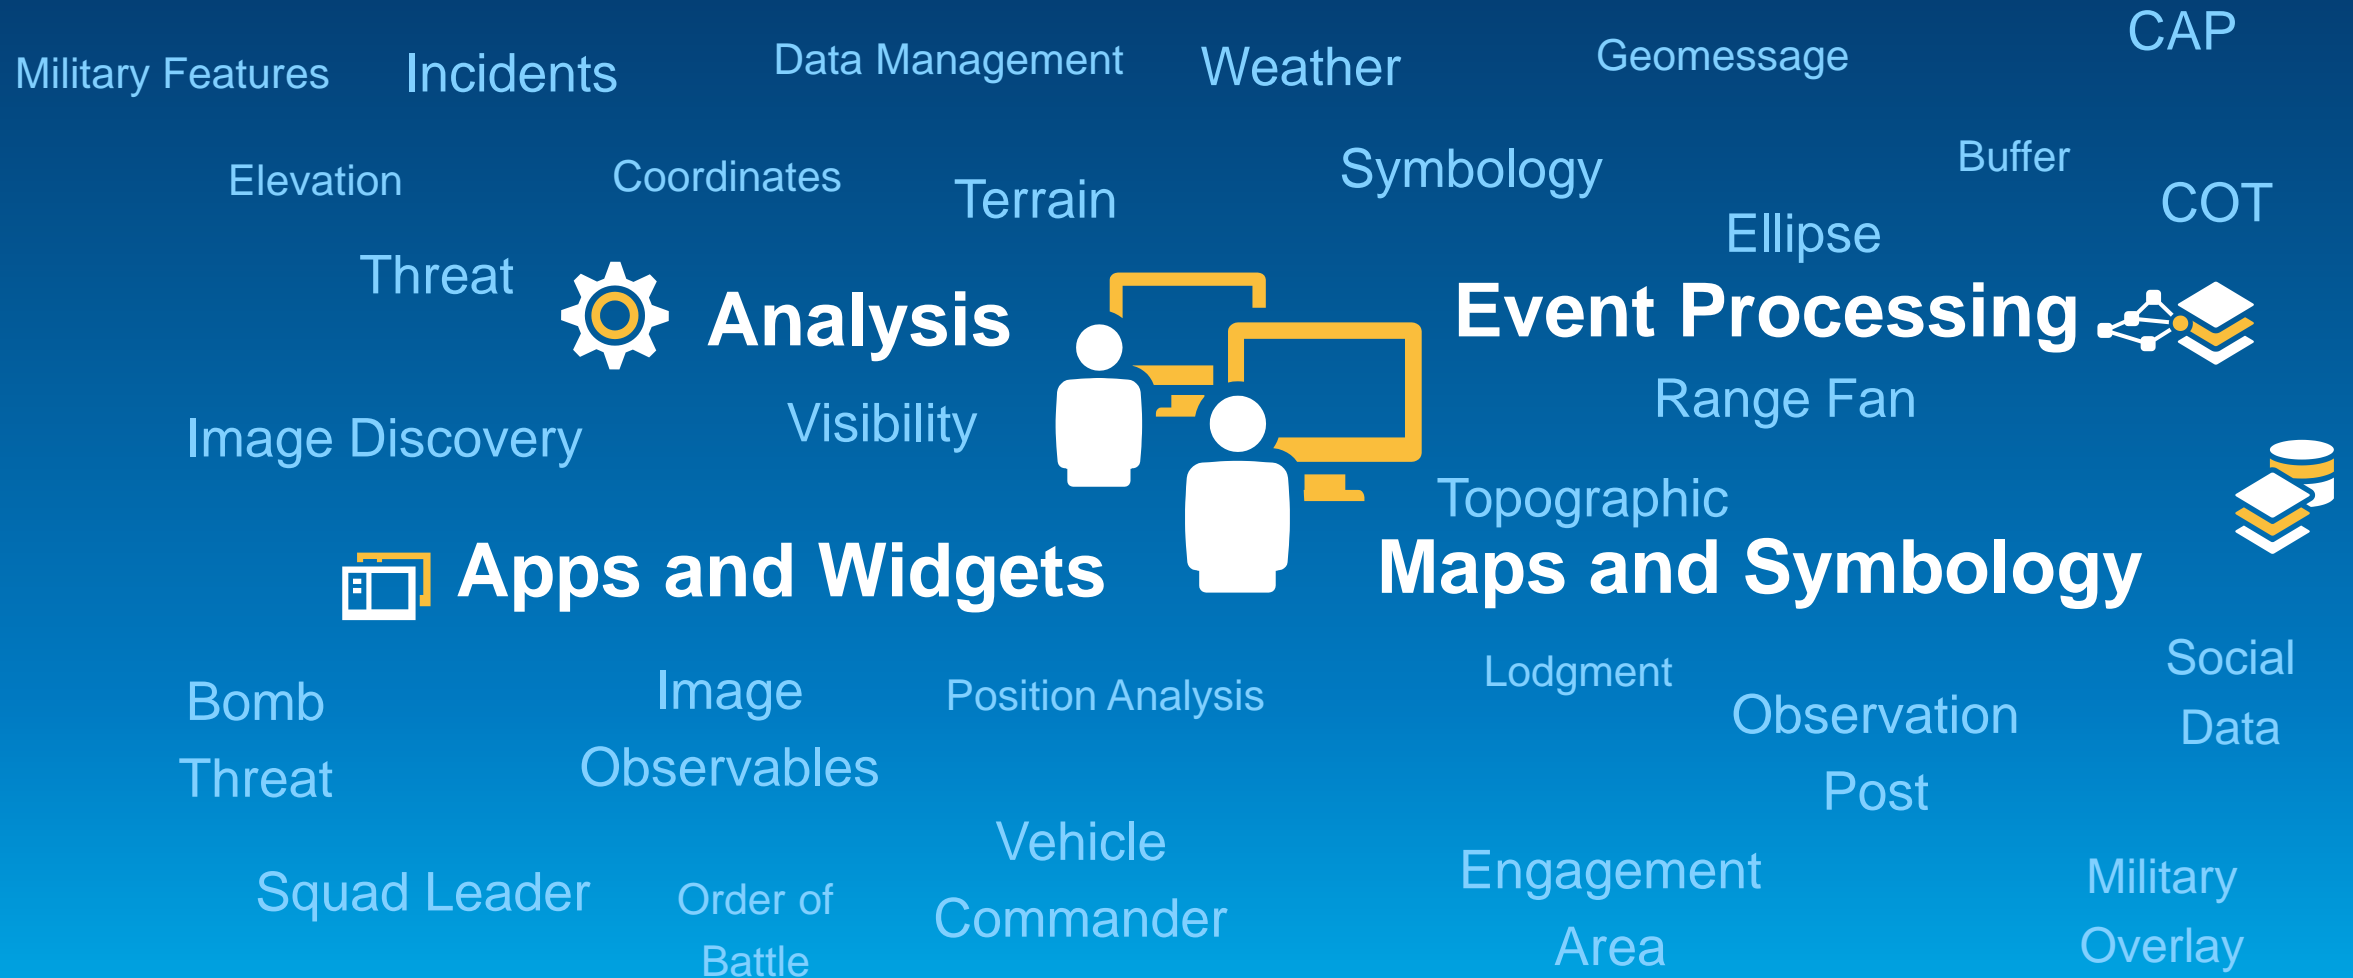 CAP
Military Features
Incidents
Data Management
Weather
Geomessage
Elevation
Coordinates
Terrain
Symbology
Buffer
COT
Ellipse
Threat
Analysis
Event Processing
Image Discovery
Visibility
Range Fan
Topographic
Apps and Widgets
Maps and Symbology
Bomb
Threat
Image
Observables
Position Analysis
Lodgment
Observation
Post
Social
Data
Squad Leader
Order of
Battle
Vehicle
Commander
Engagement
Area
Military
Overlay